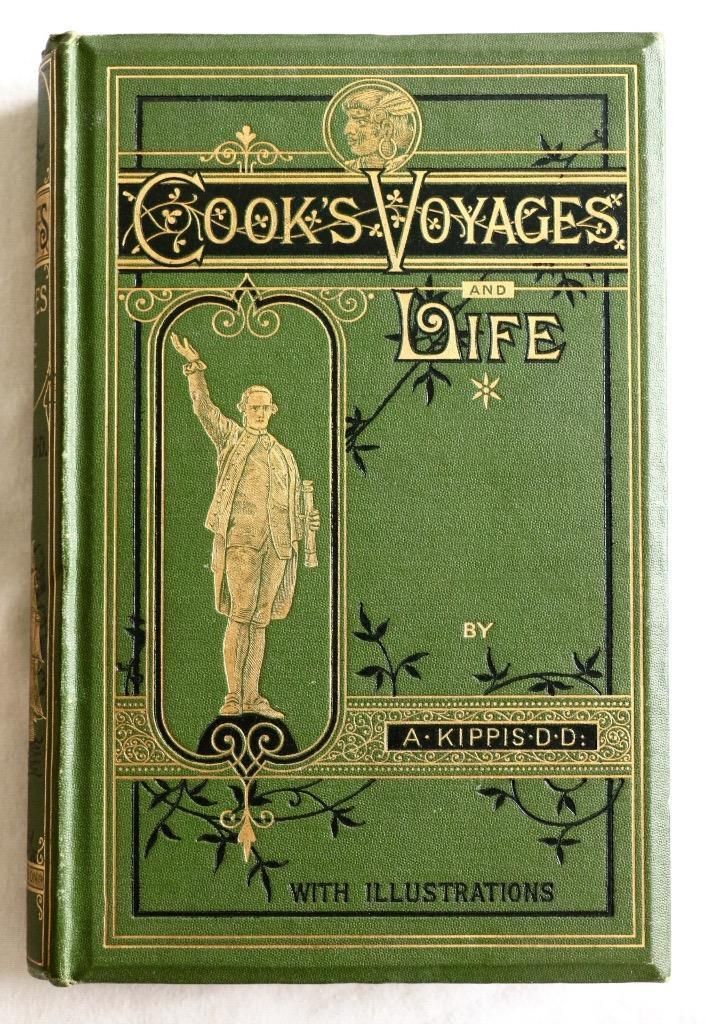 COOK'S VOYAGES
AND
LIFE
BY
A·KIPPIS·D·D:
WITH ILLUSTRATIONS